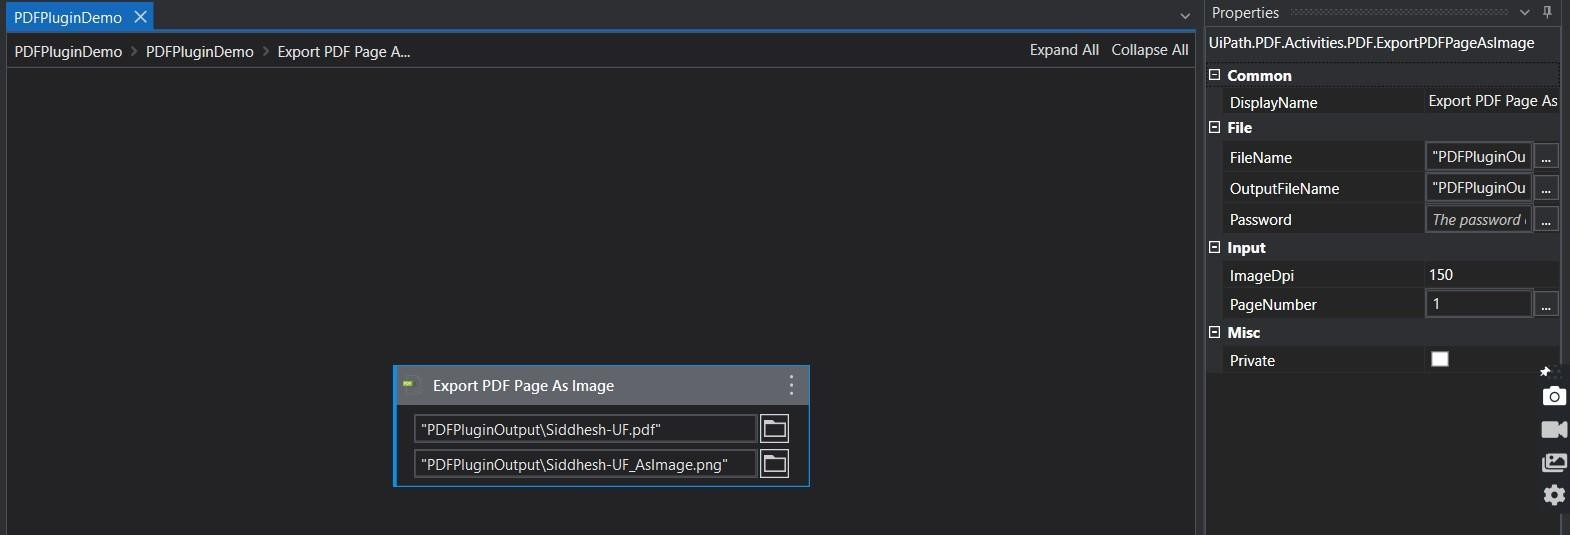 PDFPluginDemo
PDFPluginDemo > PDFPluginDemo > Export PDF Page A...
Expand All Collapse All
Export PDF Page As Image
"PDFPluginOutput\Siddhesh-UF.pdf"
"PDFPluginOutput\Siddhesh-UF_AsImage.png"
Properties
UiPath.PDF.Activities.PDF.ExportPDFPageAsImage
Common
DisplayName Export PDF Page As
File
FileName "PDFPluginOu ...
OutputFileName "PDFPluginOu ...
Password The password ...
Input
ImageDpi 150
PageNumber 1 ...
Misc
Private